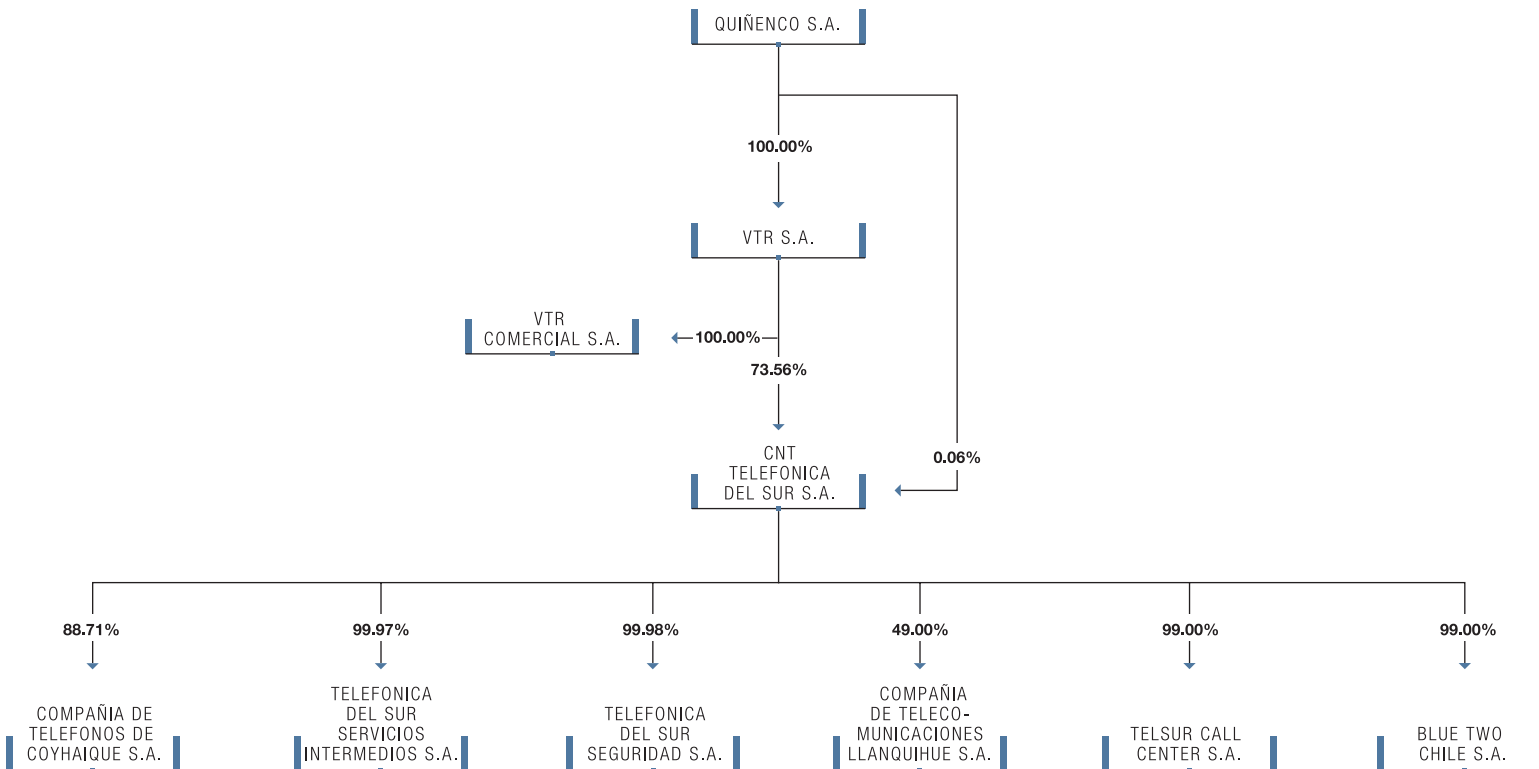 QUIÑENCO S.A.
100.00%
VTR S.A.
VTR
COMERCIAL S.A.
100.00%
73.56%
CNT
TELEFONICA
DEL SUR S.A.
0.06%
88.71%
99.97%
99.98%
49.00%
99.00%
99.00%
COMPAÑIA DE
TELEFONOS DE
COYHAIQUE S.A.
TELEFONICA
DEL SUR
SERVICIOS
INTERMEDIOS S.A.
TELEFONICA
DEL SUR
SEGURIDAD S.A.
COMPAÑIA
DE TELECO-
MUNICACIONES
LLANQUIHUE S.A.
TELSUR CALL
CENTER S.A.
BLUE TWO
CHILE S.A.